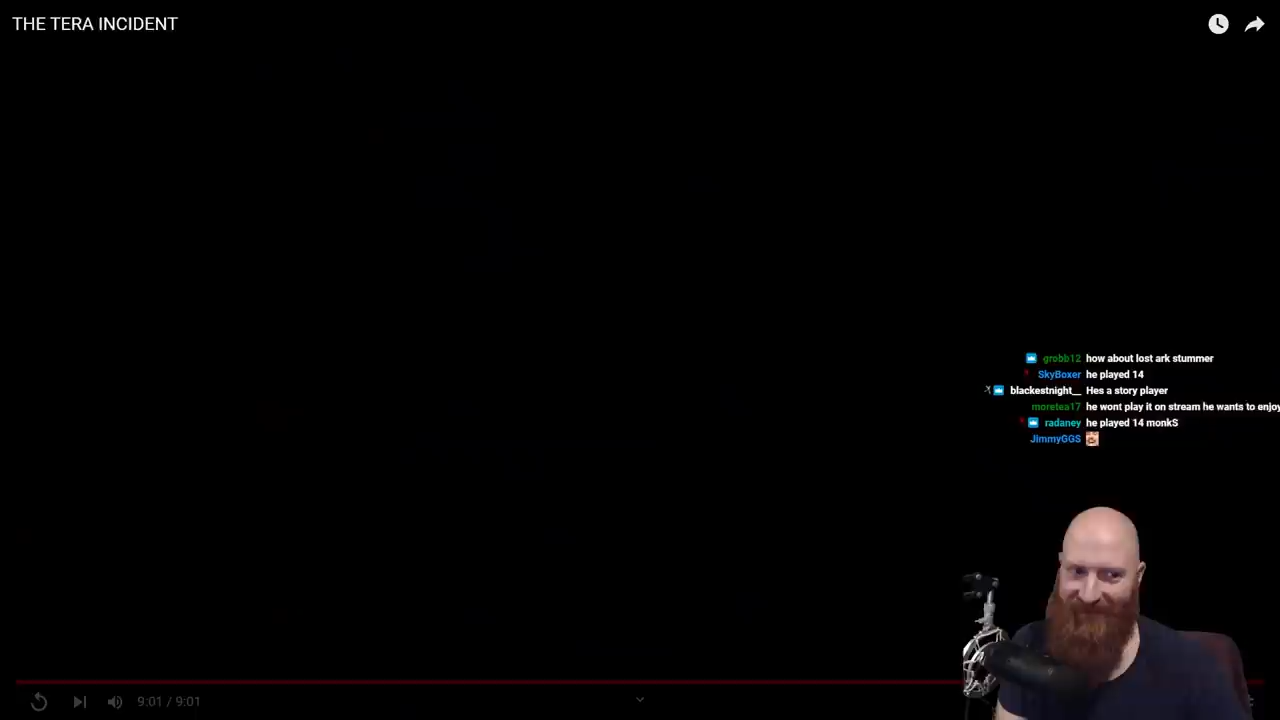 THE TERA INCIDENT
grobb12 how about lost ark stummer
SkyBoxer he played 14
blackestnight__ Hes a story player
moretea17 he wont play it on stream he wants to enjoy
radaney he played 14 monkS
JimmyGGS
9:01 / 9:01